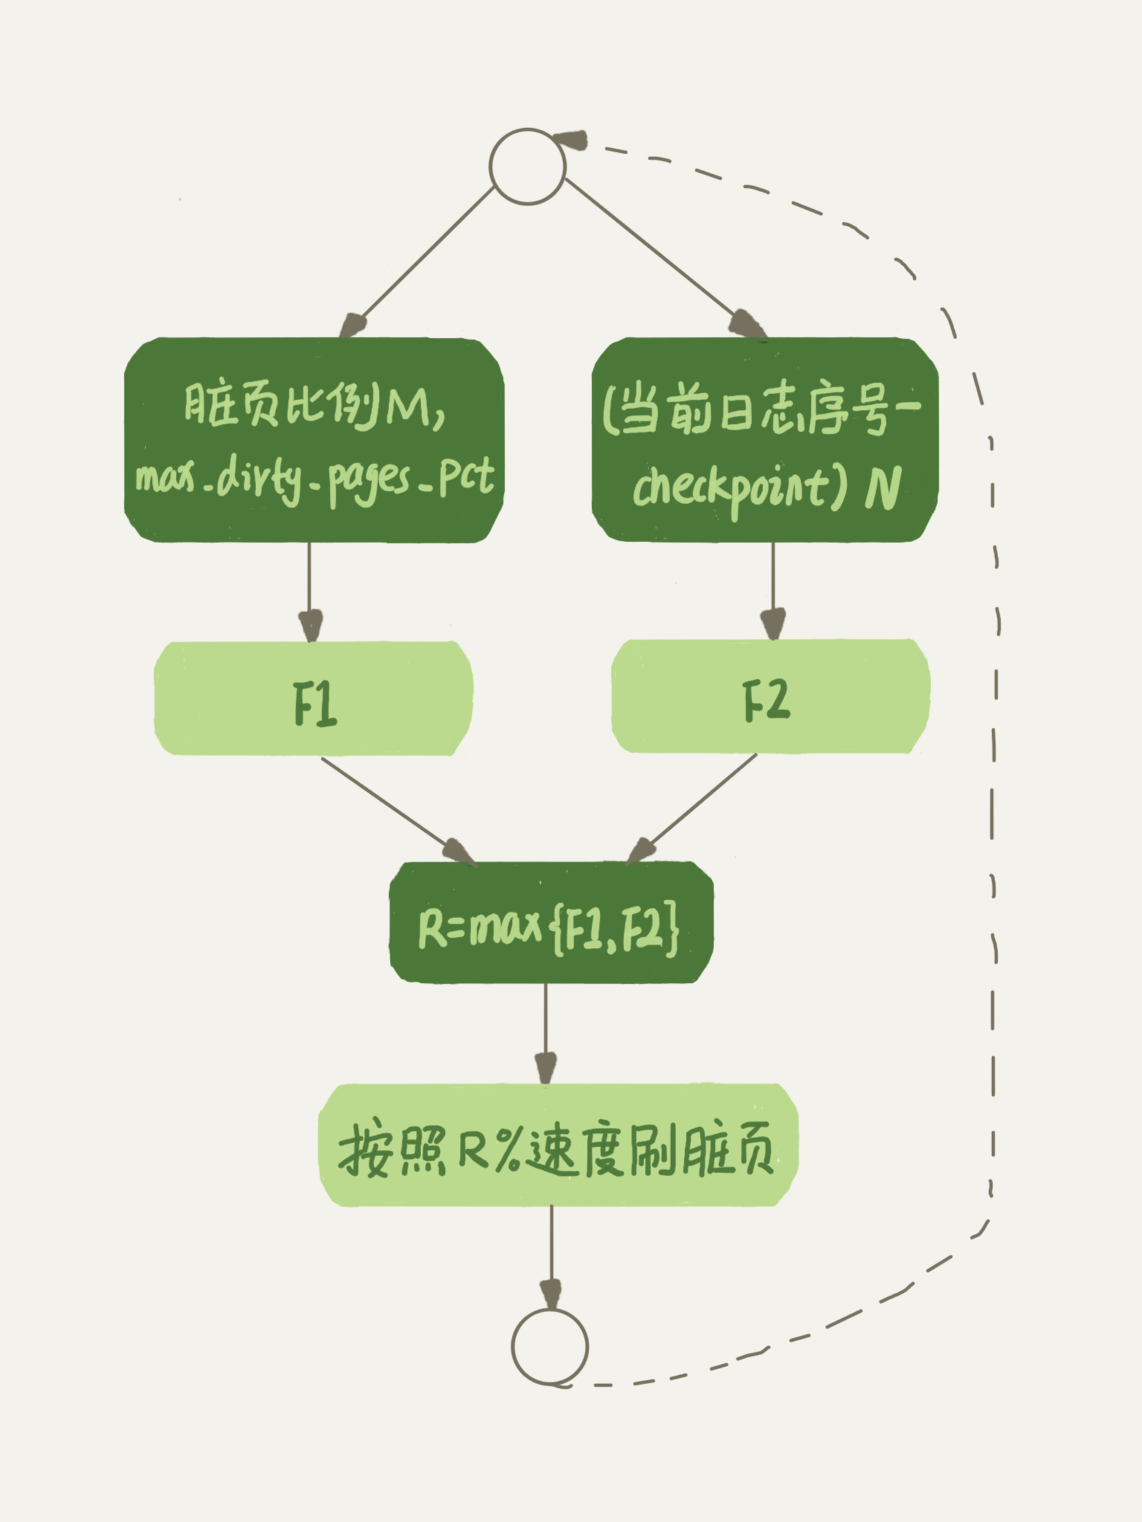 脏页比例M,
max_dirty_pages_pct
(当前日志序号-
checkpoint) N
F1
F2
R=max{F1,F2}
按照R%速度刷脏页